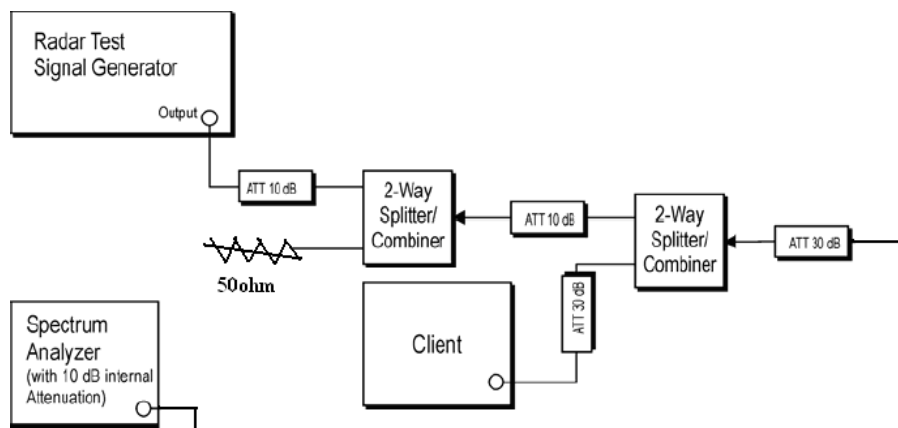 Radar Test
Signal Generator
Output
ATT 10 dB
2-Way
Splitter/
Combiner
ATT 10 dB
2-Way
Splitter/
Combiner
ATT 30 dB
50ohm
ATT 30 dB
Client
Spectrum
Analyzer
(with 10 dB internal
Attenuation)